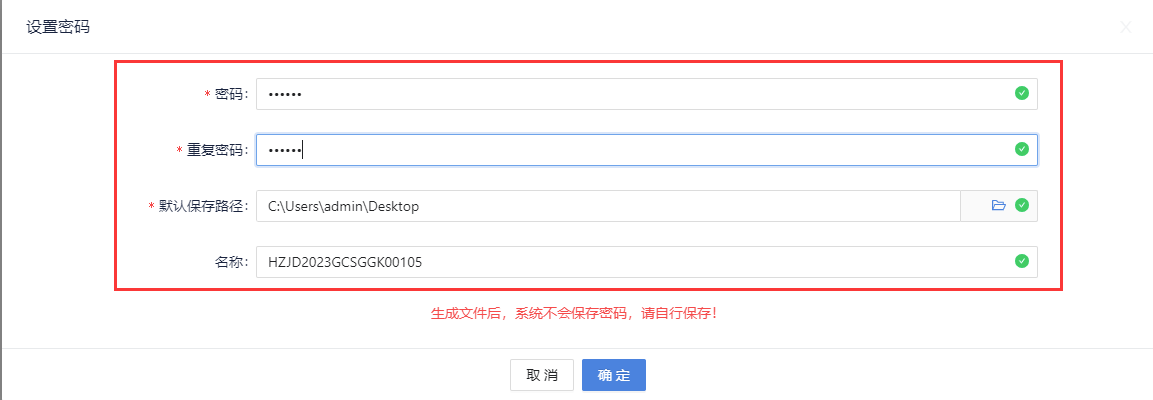 设置密码
* 密码： ••••••
* 重复密码： ••••••
* 默认保存路径： C:\Users\admin\Desktop
名称： HZJD2023GCSGGK00105
生成文件后，系统不会保存密码，请自行保存！
取 消 确 定